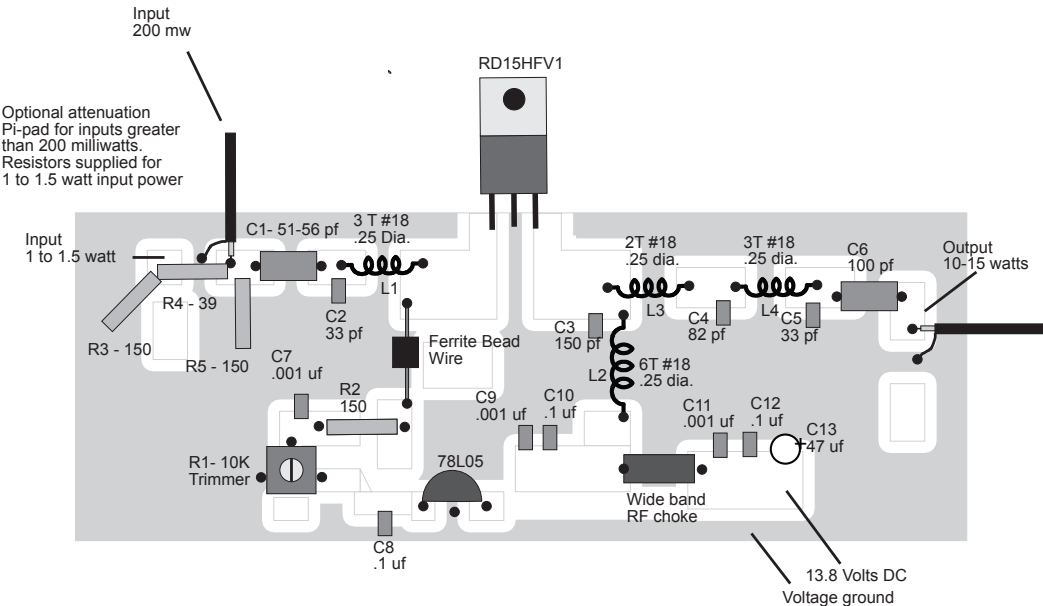 Input
200 mw
RD15HFV1
Optional attenuation
Pi-pad for inputs greater
than 200 milliwatts.
Resistors supplied for
1 to 1.5 watt input power
Input
1 to 1.5 watt
C1- 51-56 pf
3 T #18
.25 Dia.
L1
R4 - 39
R3 - 150
R5 - 150
C2
33 pf
2T #18
.25 dia.
L3
3T #18
.25 dia.
L4
C6
100 pf
Output
10-15 watts
C3
150 pf
C4
82 pf
C5
33 pf
Ferrite Bead
Wire
L2
6T #18
.25 dia.
C7
.001 uf
R2
150
C9
.001 uf
C10
.1 uf
C11
.001 uf
C12
.1 uf
C13
+
47 uf
R1- 10K
Trimmer
78L05
Wide band
RF choke
C8
.1 uf
13.8 Volts DC
Voltage ground